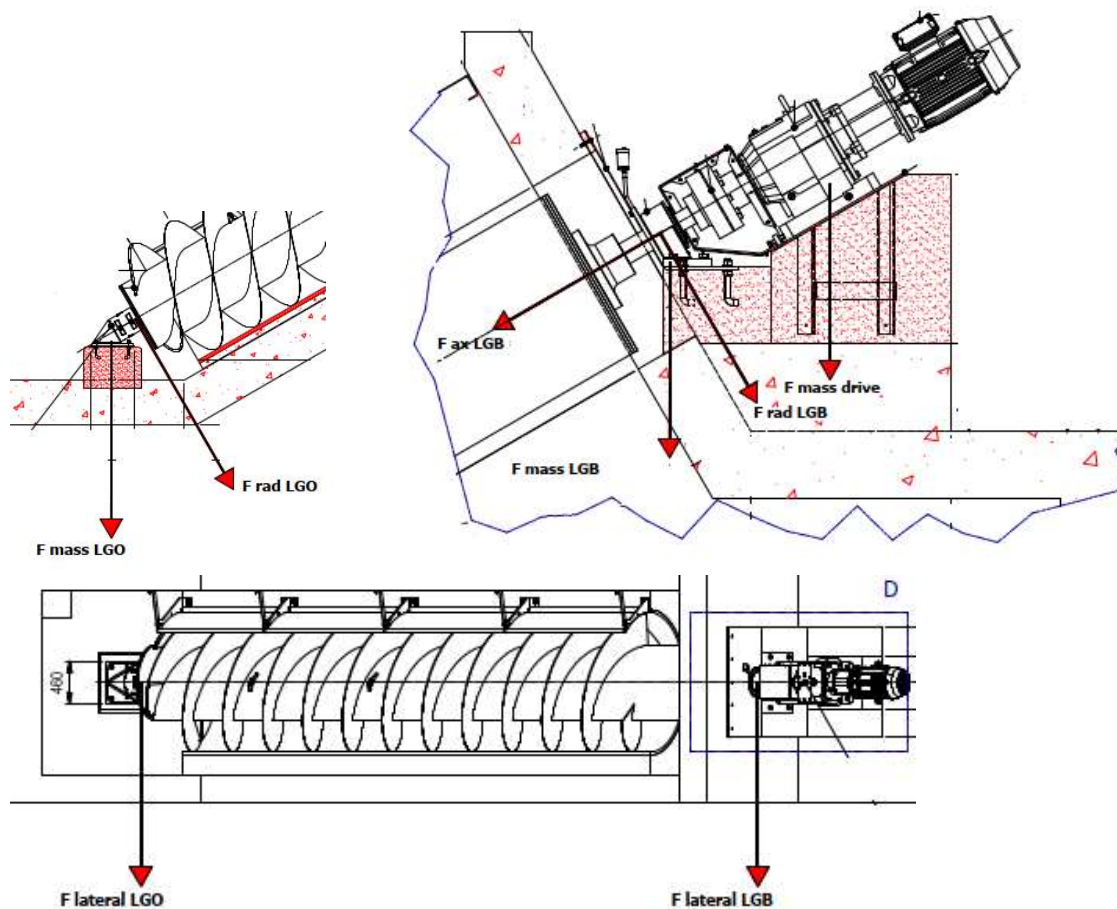 F ax LGB
F mass drive
F rad LGB
F mass LGB
F rad LGO
F mass LGO
D
460
F lateral LGO
F lateral LGB